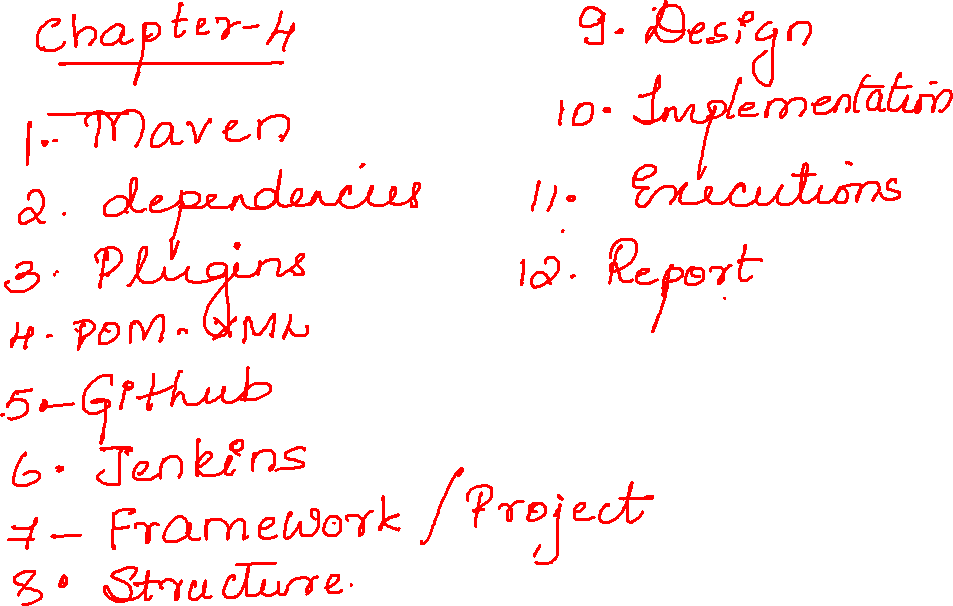 Chapter-4
1. Maven
2. dependencies
3. Plugins
4. POM.XML
5. Github
6. Jenkins
7- Framework/Project
8. Structure.
9. Design
10. Implementation
11. Executions
12. Report